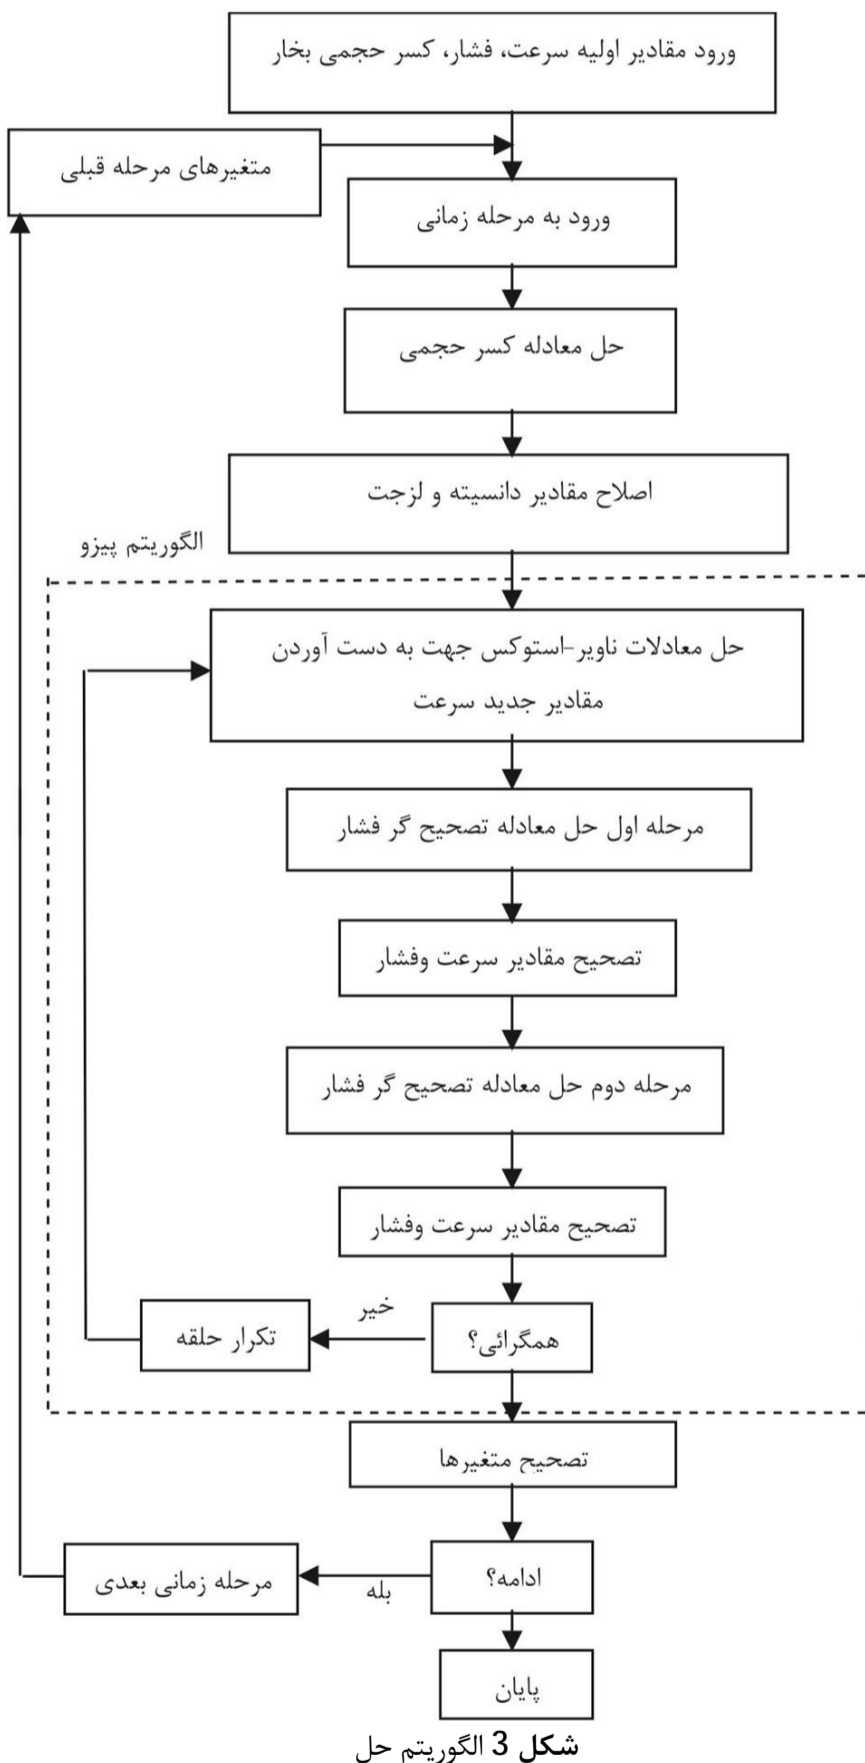 ورود مقادیر اولیه سرعت، فشار، کسر حجمی بخار
متغیرهای مرحله قبلی
ورود به مرحله زمانی
حل معادله کسر حجمی
اصلاح مقادیر دانسیته و لزجت
الگوریتم پیزو
حل معادلات ناویر-استوکس جهت به دست آوردن
مقادیر جدید سرعت
مرحله اول حل معادله تصحیح گر فشار
تصحیح مقادیر سرعت وفشار
مرحله دوم حل معادله تصحیح گر فشار
تصحیح مقادیر سرعت وفشار
همگرائی؟
خیر
تکرار حلقه
تصحیح متغیرها
ادامه؟
بله
مرحله زمانی بعدی
پایان
شکل 3 الگوریتم حل